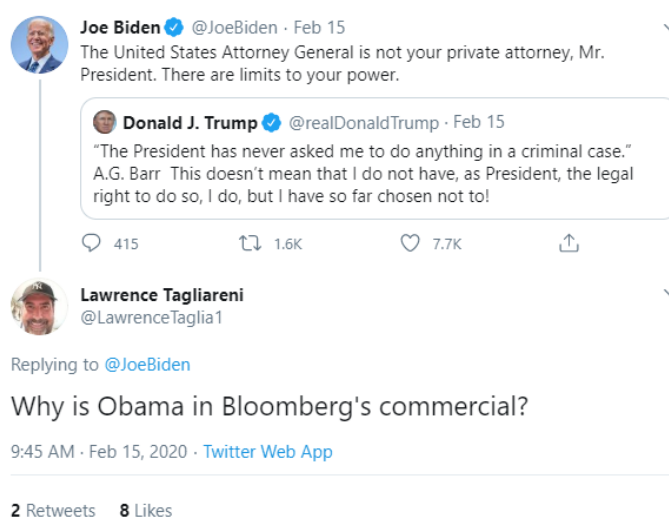 Joe Biden @JoeBiden · Feb 15
The United States Attorney General is not your private attorney, Mr.
President. There are limits to your power.
Donald J. Trump @realDonaldTrump · Feb 15
“The President has never asked me to do anything in a criminal case.”
A.G. Barr This doesn’t mean that I do not have, as President, the legal
right to do so, I do, but I have so far chosen not to!
415 1.6K 7.7K
Lawrence Tagliareni
@LawrenceTaglia1
Replying to @JoeBiden
Why is Obama in Bloomberg's commercial?
9:45 AM · Feb 15, 2020 · Twitter Web App
2 Retweets 8 Likes